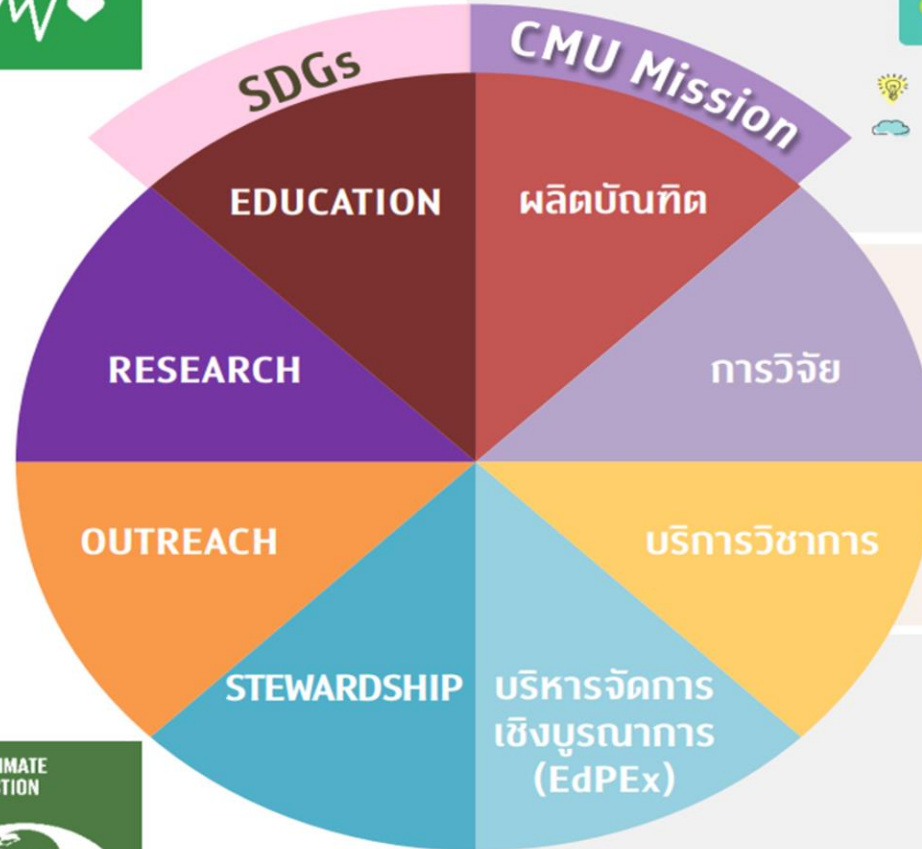 SDGs
CMU Mission
EDUCATION
ผลิตบัณฑิต
RESEARCH
การวิจัย
OUTREACH
บริการวิชาการ
STEWARDSHIP
บริหารจัดการ
เชิงบูรณาการ
(EdPEx)